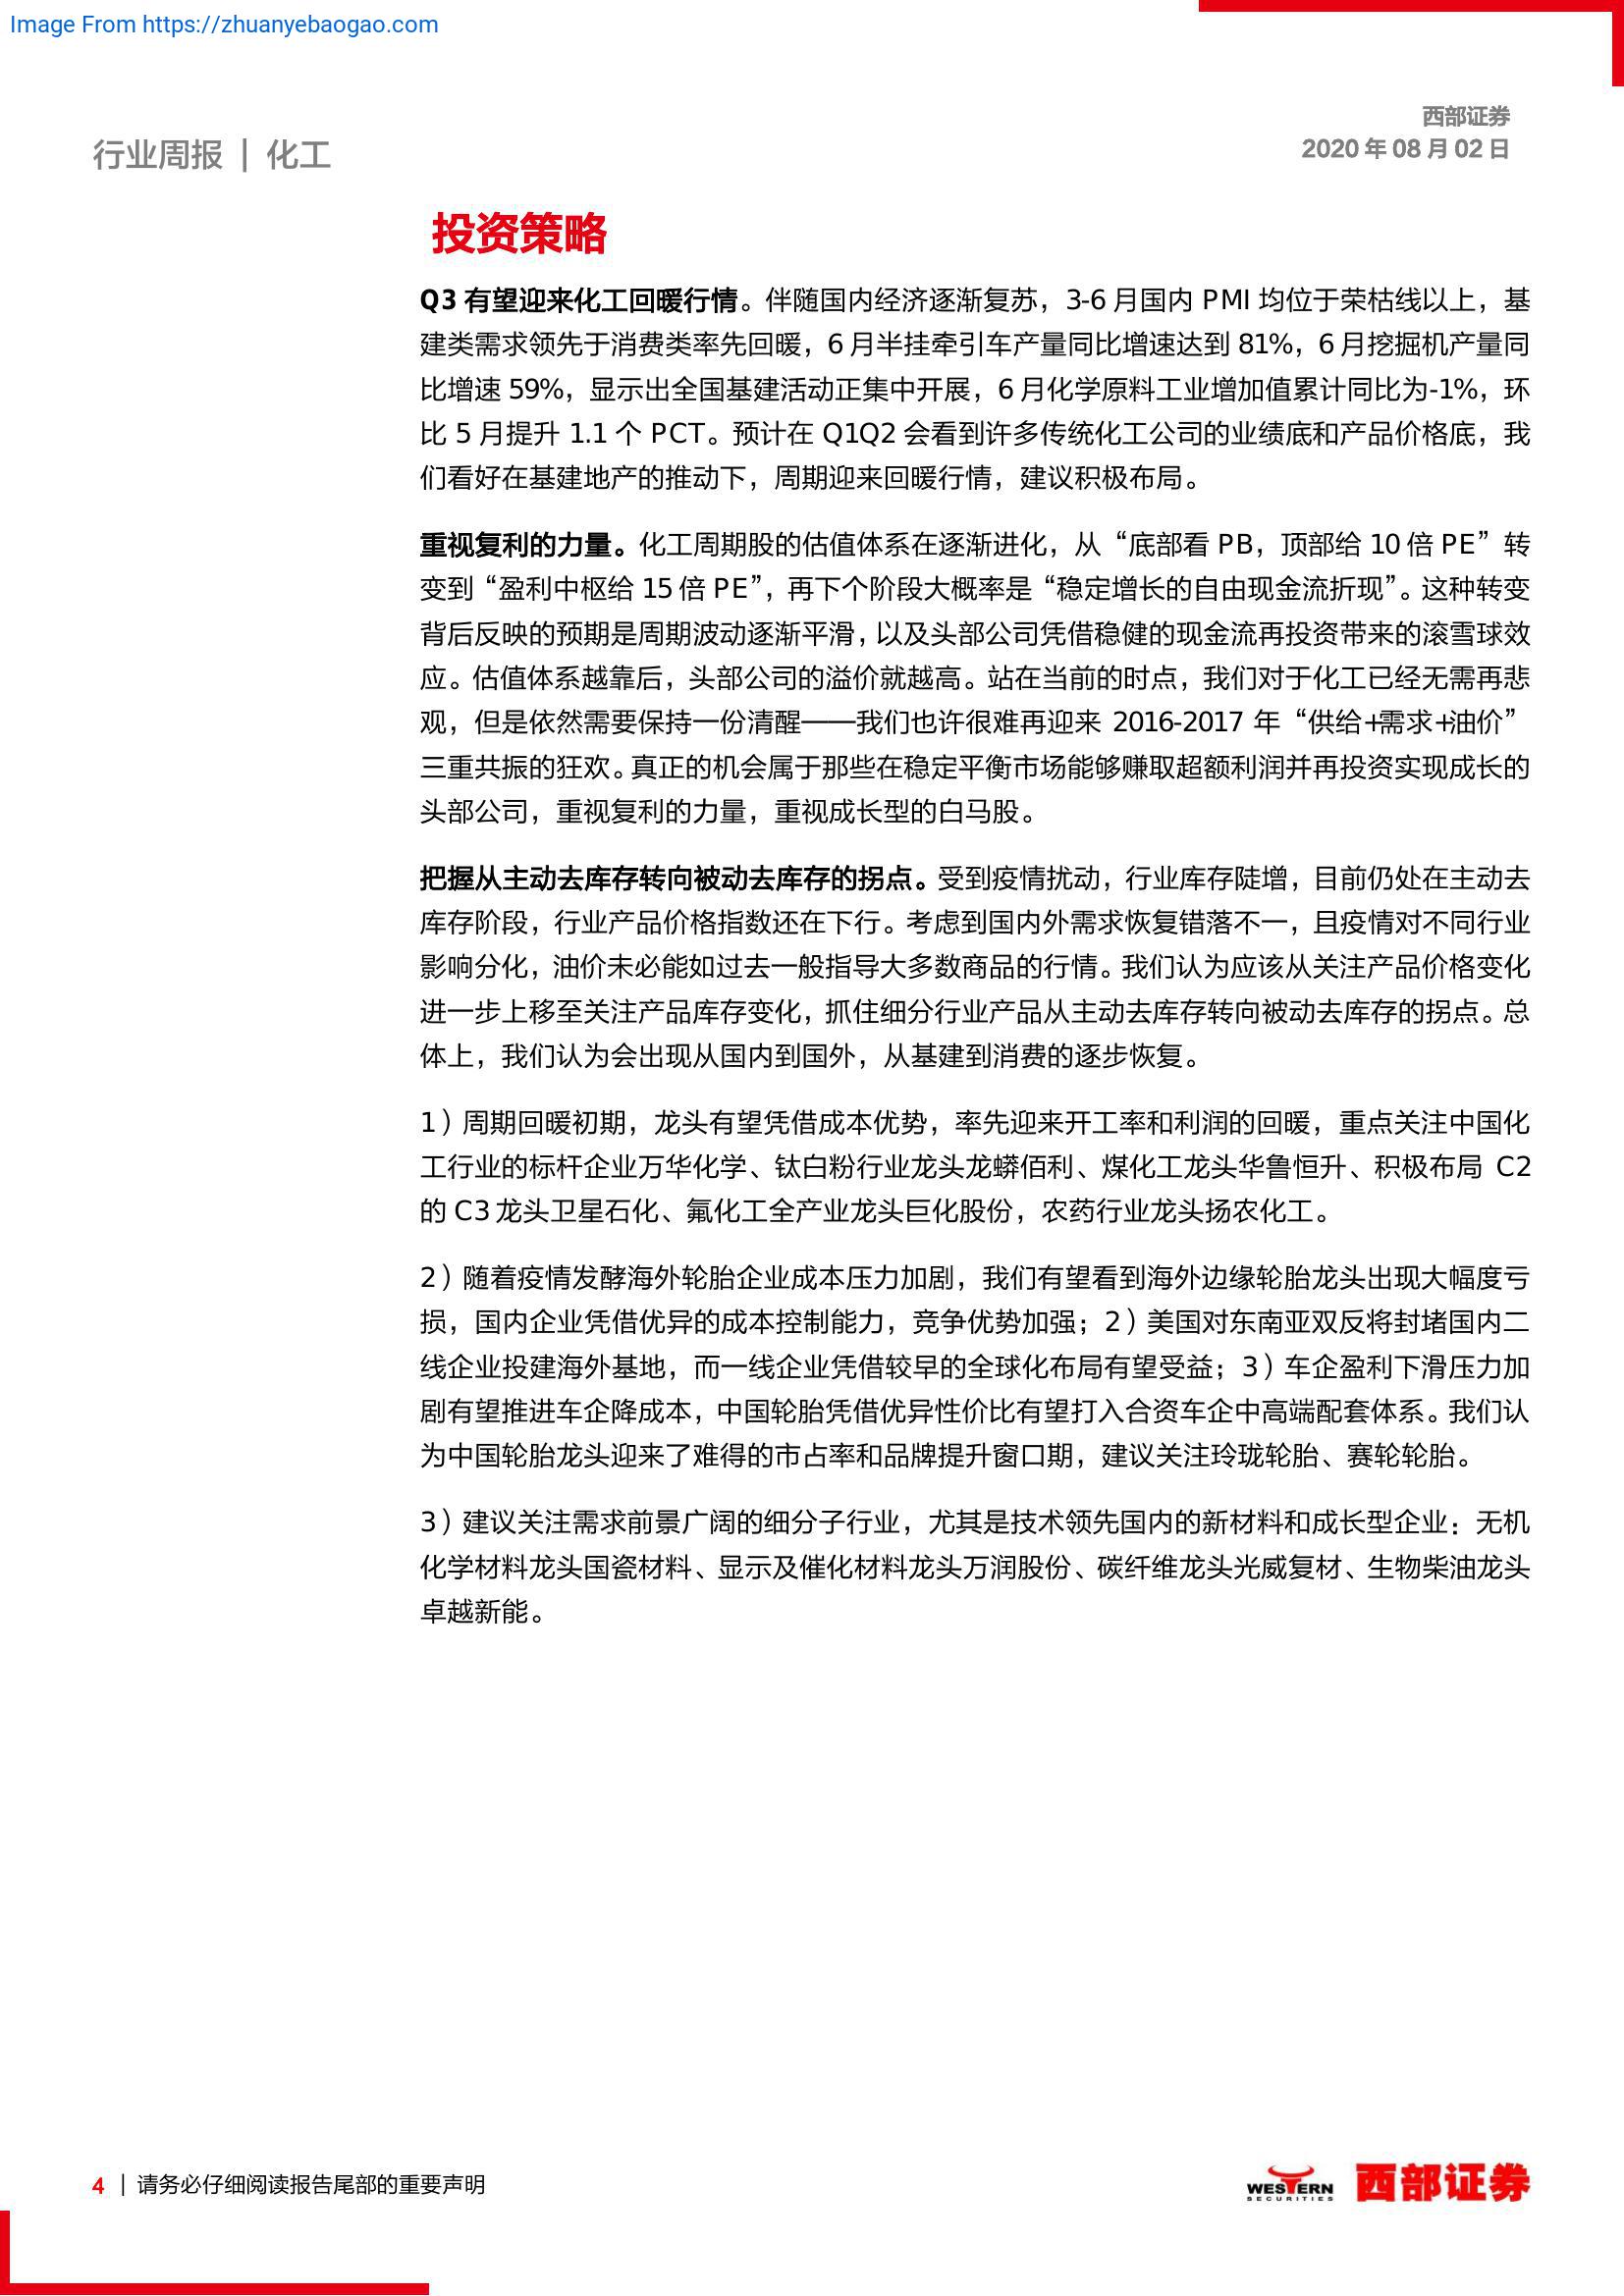 Image From https://zhuanyebaogao.com
西部证券
行业周报 | 化工
2020 年 08 月 02 日
投资策略
Q3 有望迎来化工回暖行情。伴随国内经济逐渐复苏，3-6 月国内 PMI 均位于荣枯线以上，基
建类需求领先于消费类率先回暖，6 月半挂牵引车产量同比增速达到 81%，6 月挖掘机产量同
比增速 59%，显示出全国基建活动正集中开展，6 月化学原料工业增加值累计同比为-1%，环
比 5 月提升 1.1 个 PCT。预计在 Q1Q2 会看到许多传统化工公司的业绩底和产品价格底，我
们看好在基建地产的推动下，周期迎来回暖行情，建议积极布局。
重视复利的力量。化工周期股的估值体系在逐渐进化，从“底部看 PB，顶部给 10 倍 PE”转
变到“盈利中枢给 15 倍 PE”，再下个阶段大概率是“稳定增长的自由现金流折现”。这种转变
背后反映的预期是周期波动逐渐平滑，以及头部公司凭借稳健的现金流再投资带来的滚雪球效
应。估值体系越靠后，头部公司的溢价就越高。站在当前的时点，我们对于化工已经无需再悲
观，但是依然需要保持一份清醒——我们也许很难再迎来 2016-2017 年“供给+需求+油价”
三重共振的狂欢。真正的机会属于那些在稳定平衡市场能够赚取超额利润并再投资实现成长的
头部公司，重视复利的力量，重视成长型的白马股。
把握从主动去库存转向被动去库存的拐点。受到疫情扰动，行业库存陡增，目前仍处在主动去
库存阶段，行业产品价格指数还在下行。考虑到国内外需求恢复错落不一，且疫情对不同行业
影响分化，油价未必能如过去一般指导大多数商品的行情。我们认为应该从关注产品价格变化
进一步上移至关注产品库存变化，抓住细分行业产品从主动去库存转向被动去库存的拐点。总
体上，我们认为会出现从国内到国外，从基建到消费的逐步恢复。
1）周期回暖初期，龙头有望凭借成本优势，率先迎来开工率和利润的回暖，重点关注中国化
工行业的标杆企业万华化学、钛白粉行业龙头龙蟒佰利、煤化工龙头华鲁恒升、积极布局 C2
的 C3 龙头卫星石化、氟化工全产业龙头巨化股份，农药行业龙头扬农化工。
2）随着疫情发酵海外轮胎企业成本压力加剧，我们有望看到海外边缘轮胎龙头出现大幅度亏
损，国内企业凭借优异的成本控制能力，竞争优势加强；2）美国对东南亚双反将封堵国内二
线企业投建海外基地，而一线企业凭借较早的全球化布局有望受益；3）车企盈利下滑压力加
剧有望推进车企降成本，中国轮胎凭借优异性价比有望打入合资车企中高端配套体系。我们认
为中国轮胎龙头迎来了难得的市占率和品牌提升窗口期，建议关注玲珑轮胎、赛轮轮胎。
3）建议关注需求前景广阔的细分子行业，尤其是技术领先国内的新材料和成长型企业：无机
化学材料龙头国瓷材料、显示及催化材料龙头万润股份、碳纤维龙头光威复材、生物柴油龙头
卓越新能。
4 | 请务必仔细阅读报告尾部的重要声明
WESTERN
SECURITIES
西部证券